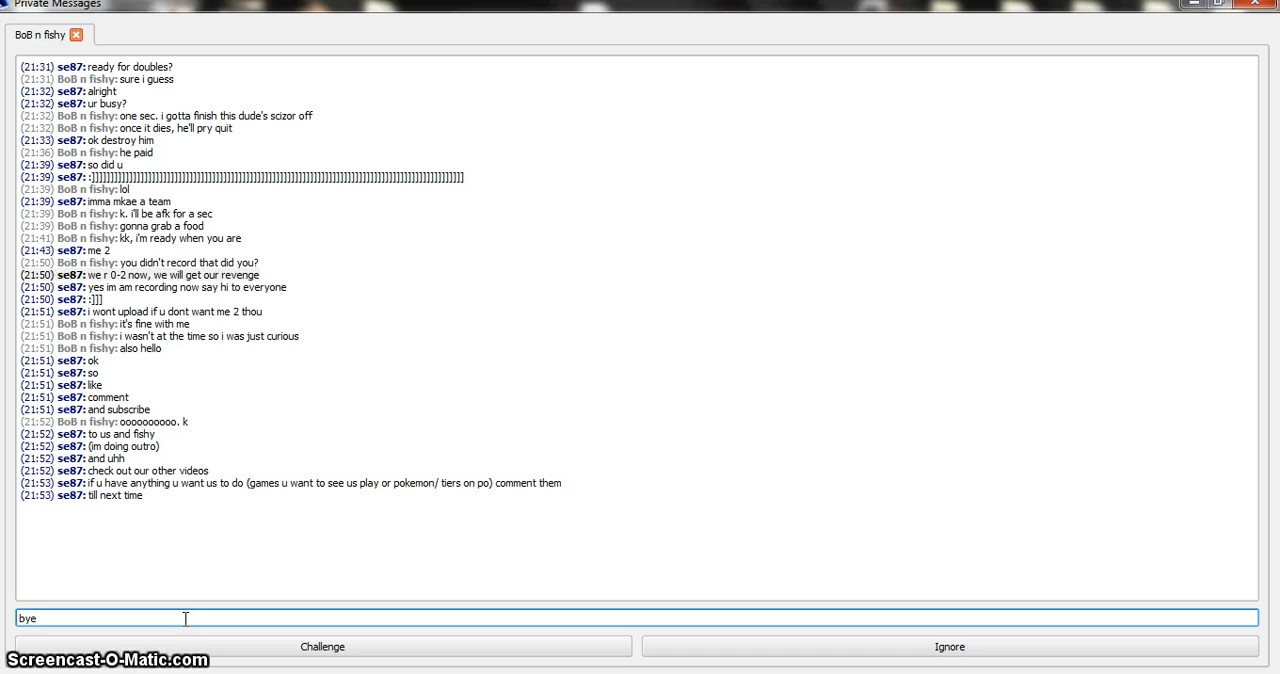 Private Messages
BoB n fishy
(21:31) se87: ready for doubles?
(21:31) BoB n fishy: sure i guess
(21:32) se87: alright
(21:32) se87: ur busy?
(21:32) BoB n fishy: one sec. i gotta finish this dude's scizor off
(21:32) BoB n fishy: once it dies, he'll pry quit
(21:33) se87: ok destroy him
(21:36) BoB n fishy: he paid
(21:39) se87: so did u
(21:39) se87: :]]]]]]]]]]]]]]]]]]]]]]]]]]]]]]]]]]]]]]]]]]]]]]]]]]]]]]]]]]]]]]]]]]]]]]]]]]]]]]]]]]]]]]]]]]]]]
(21:39) BoB n fishy: lol
(21:39) se87: imma mkae a team
(21:39) BoB n fishy: k. i'll be afk for a sec
(21:39) BoB n fishy: gonna grab a food
(21:41) BoB n fishy: kk, i'm ready when you are
(21:43) se87: me 2
(21:50) BoB n fishy: you didn't record that did you?
(21:50) se87: we r 0-2 now, we will get our revenge
(21:50) se87: yes im am recording now say hi to everyone
(21:50) se87: :]]]
(21:51) se87: i wont upload if u dont want me 2 thou
(21:51) BoB n fishy: it's fine with me
(21:51) BoB n fishy: i wasn't at the time so i was just curious
(21:51) BoB n fishy: also hello
(21:51) se87: ok
(21:51) se87: so
(21:51) se87: like
(21:51) se87: comment
(21:51) se87: and subscribe
(21:52) BoB n fishy: oooooooooo. k
(21:52) se87: to us and fishy
(21:52) se87: (im doing outro)
(21:52) se87: and uhh
(21:52) se87: check out our other videos
(21:53) se87: if u have anything u want us to do (games u want to see us play or pokemon/ tiers on po) comment them
(21:53) se87: till next time
bye
Challenge
Ignore
Screencast-O-Matic.com